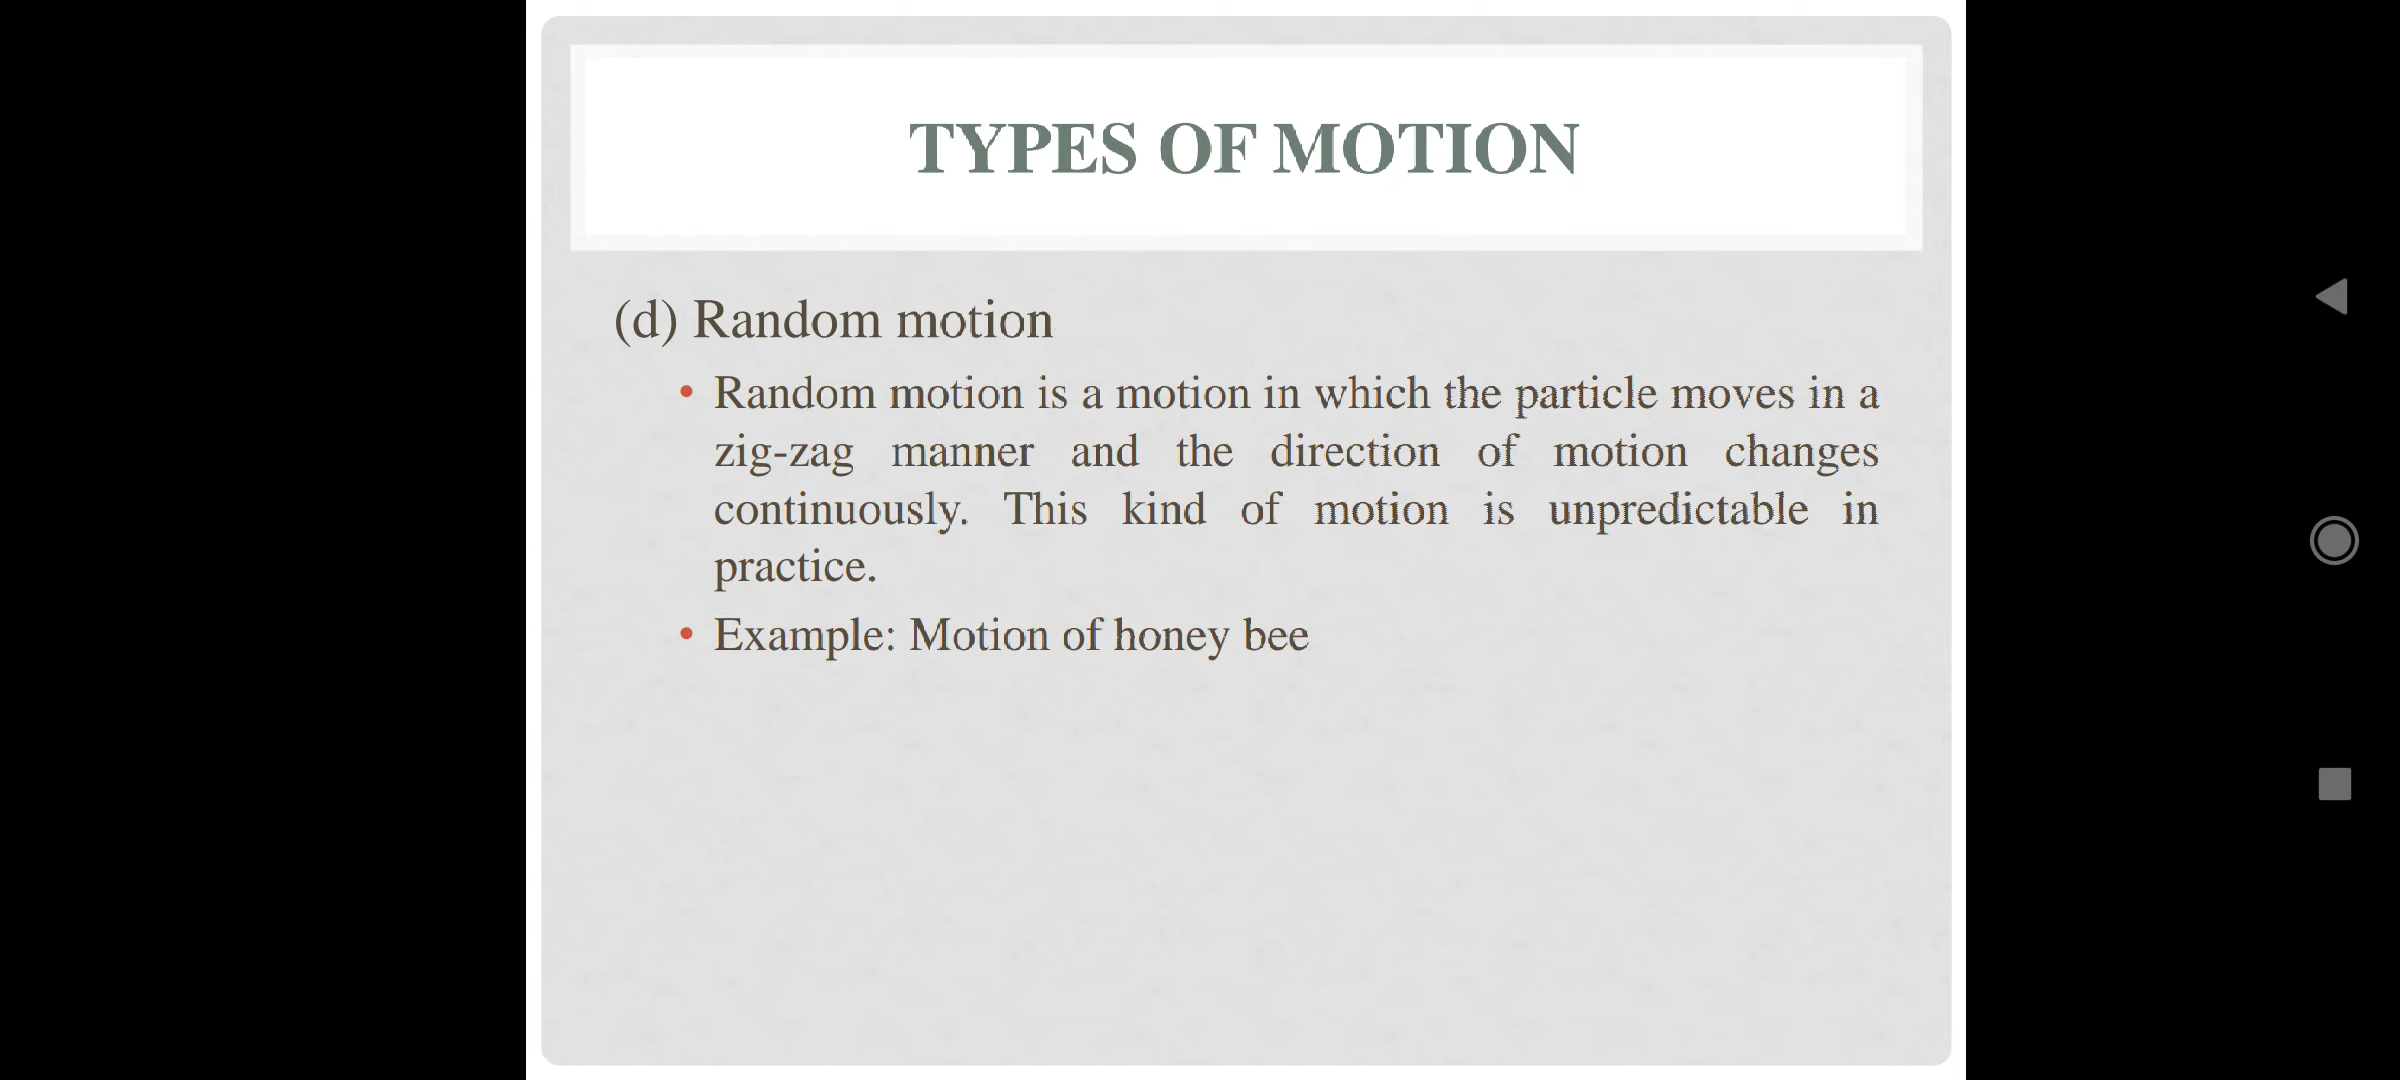 TYPES OF MOTION
(d) Random motion
• Random motion is a motion in which the particle moves in a
zig-zag manner and the direction of motion changes
continuously. This kind of motion is unpredictable in
practice.
• Example: Motion of honey bee